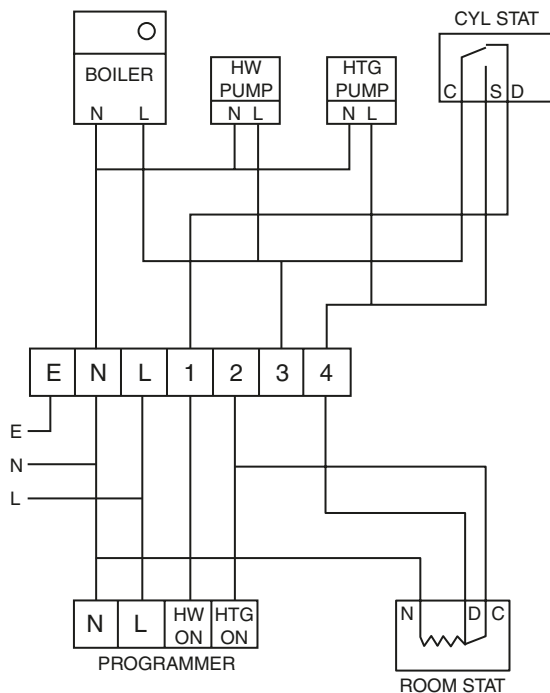 CYL STAT
BOILER
HW
PUMP
HTG
PUMP
N L
N L
N L
C S D
E N L 1 2 3 4
E
N
L
N L HW ON HTG ON
PROGRAMMER
N D C
ROOM STAT